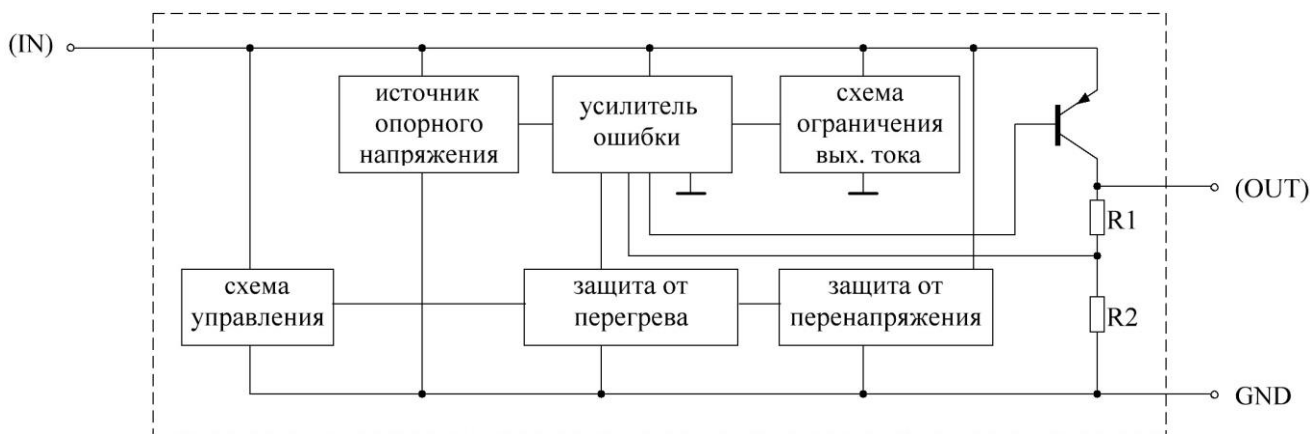 (IN)
источник
опорного
напряжения
усилитель
ошибки
схема
ограничения
вых. тока
(OUT)
R1
схема
управления
защита от
перегрева
защита от
перенапряжения
R2
GND